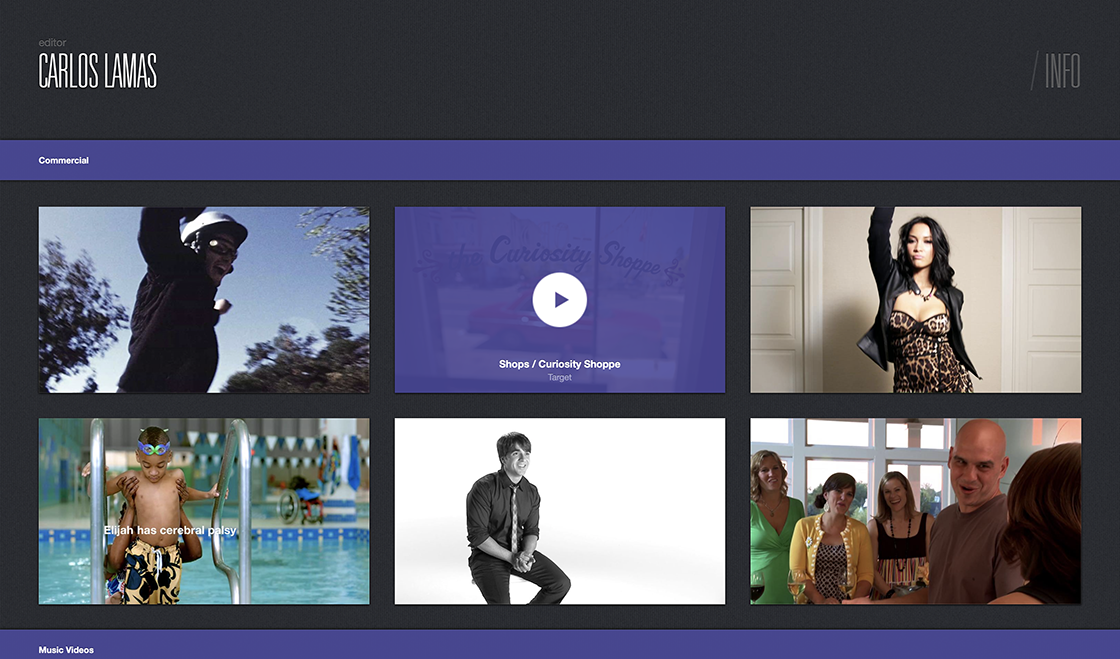 editor
CARLOS LAMAS
/ INFO
Commercial
Curiosity Shoppe
Shops / Curiosity Shoppe
Target
Elijah has cerebral palsy
Music Videos